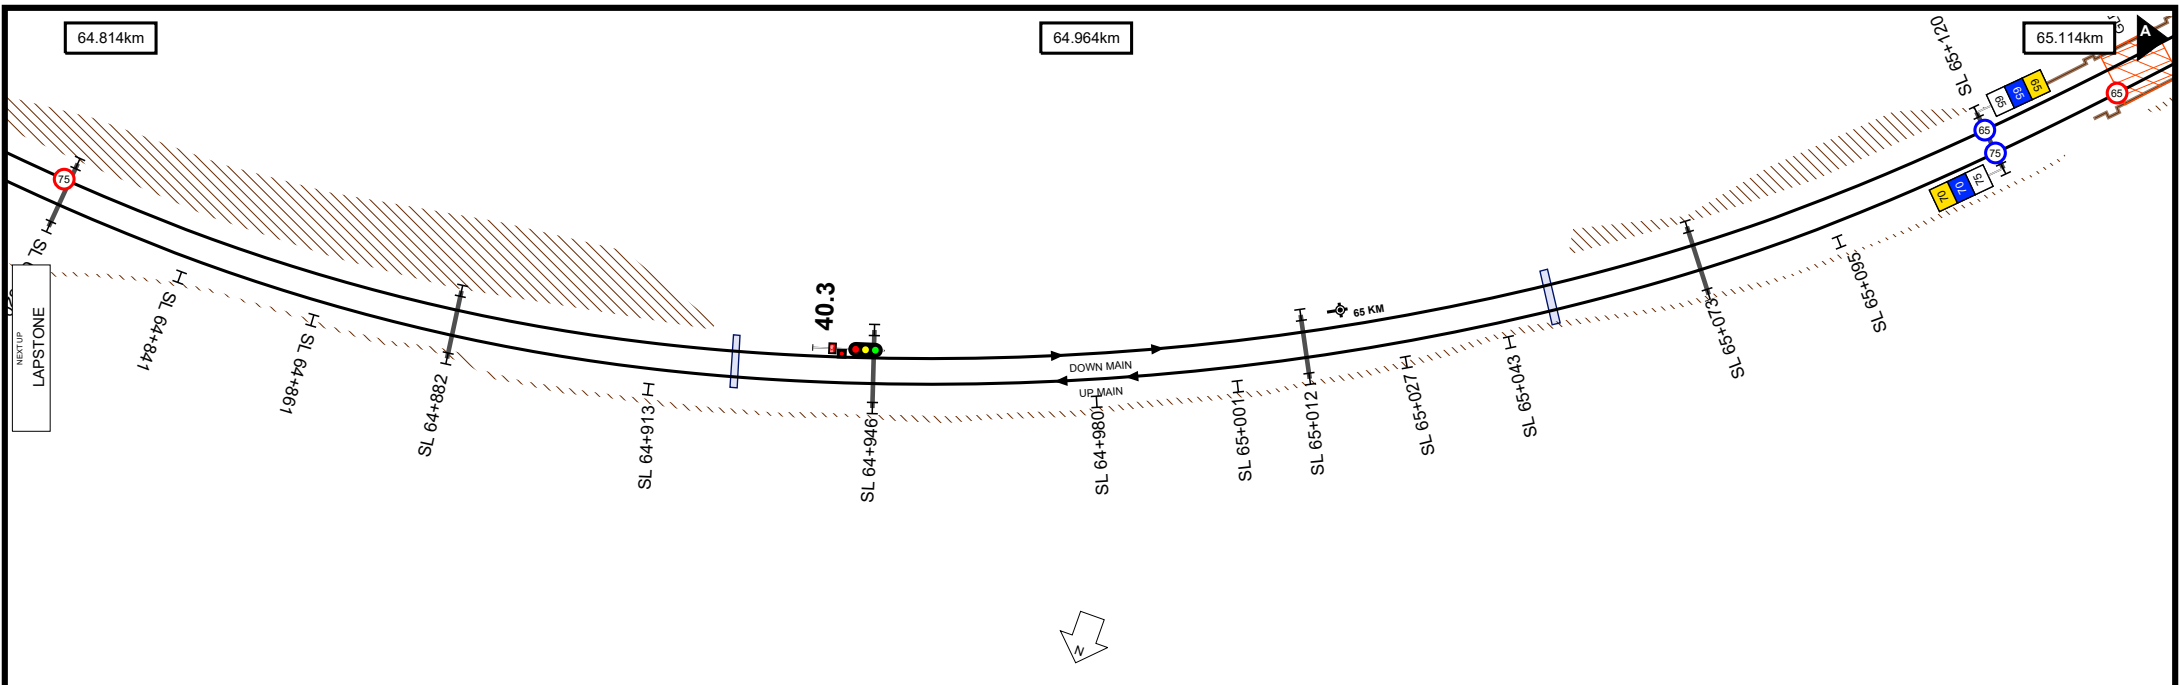 64.814km
64.964km
65.114km
A
SL 65+120
65
65
65
65
65
75
70
70
75
75
SL
NEXT UP
LAPSTONE
SL 64+841
SL 64+861
SL 64+882
SL 64+913
40.3
SL 64+946
DOWN MAIN
UP MAIN
SL 64+980
SL 65+001
SL 65+012
65 KM
SL 65+027
SL 65+043
SL 65+073
SL 65+095
N